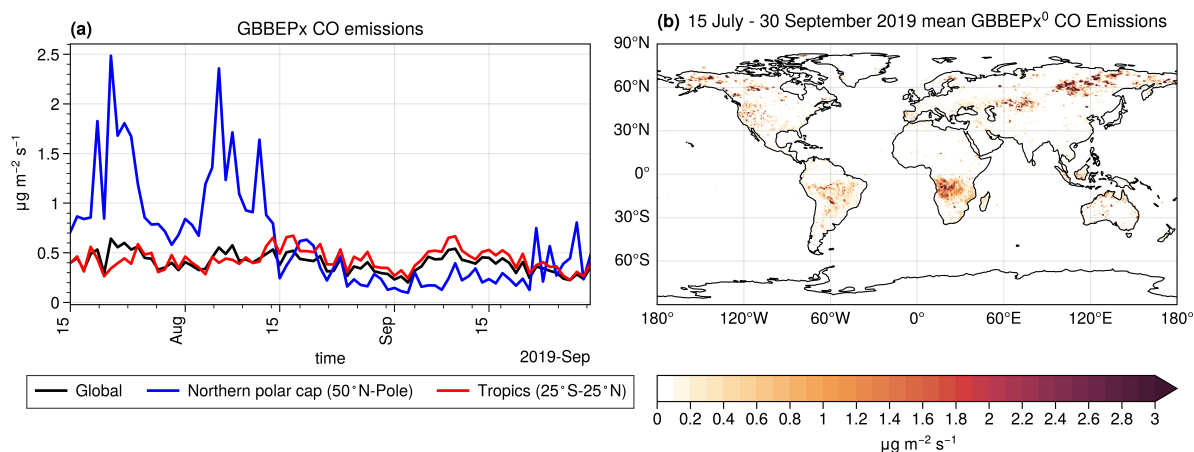 (a) GBBEPx CO emissions
2.5
2
1.5
1
0.5
0
µg m−2 s−1
15 Aug 15 Sep 15
time
2019-Sep
Global Northern polar cap (50°N-Pole) Tropics (25°S-25°N)
(b) 15 July - 30 September 2019 mean GBBEPx0 CO Emissions
90°N
60°N
30°N
0°
30°S
60°S
180° 120°W 60°W 0° 60°E 120°E 180°
0 0.2 0.4 0.6 0.8 1 1.2 1.4 1.6 1.8 2 2.2 2.4 2.6 2.8 3
µg m−2 s−1